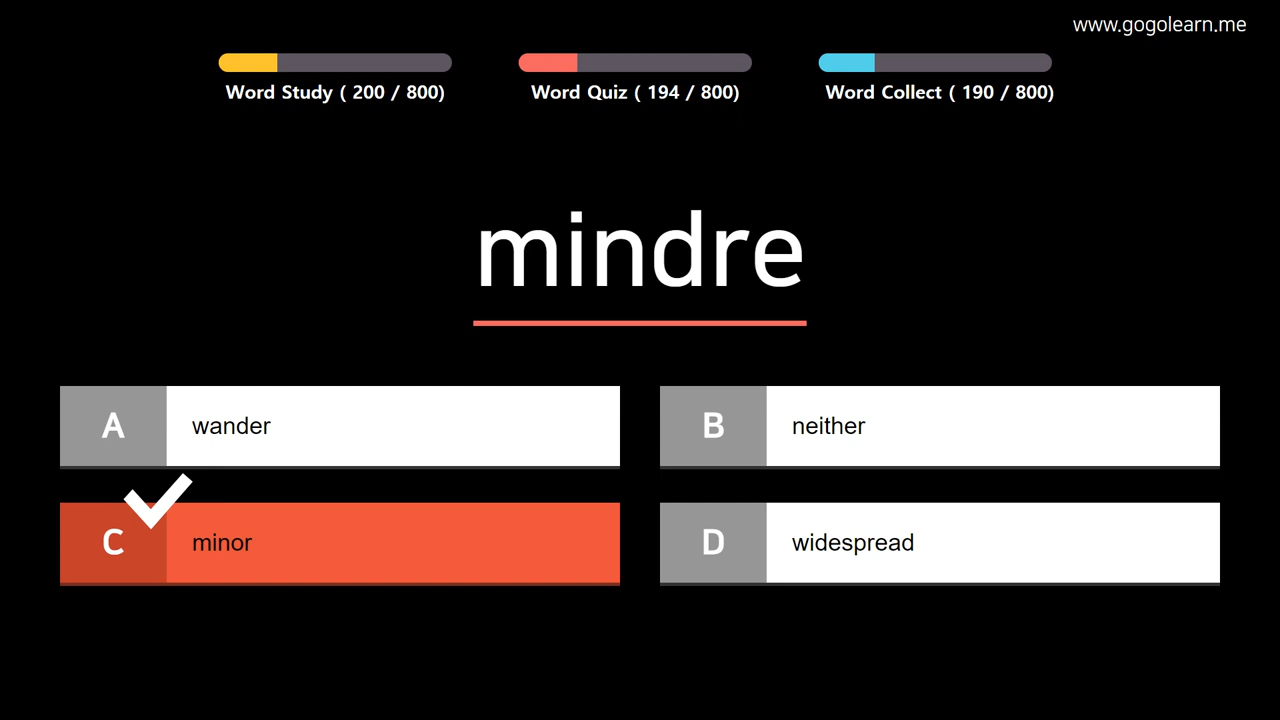 www.gogolearn.me
Word Study ( 200 / 800)
Word Quiz ( 194 / 800)
Word Collect ( 190 / 800)
mindre
A wander
B neither
C minor
D widespread